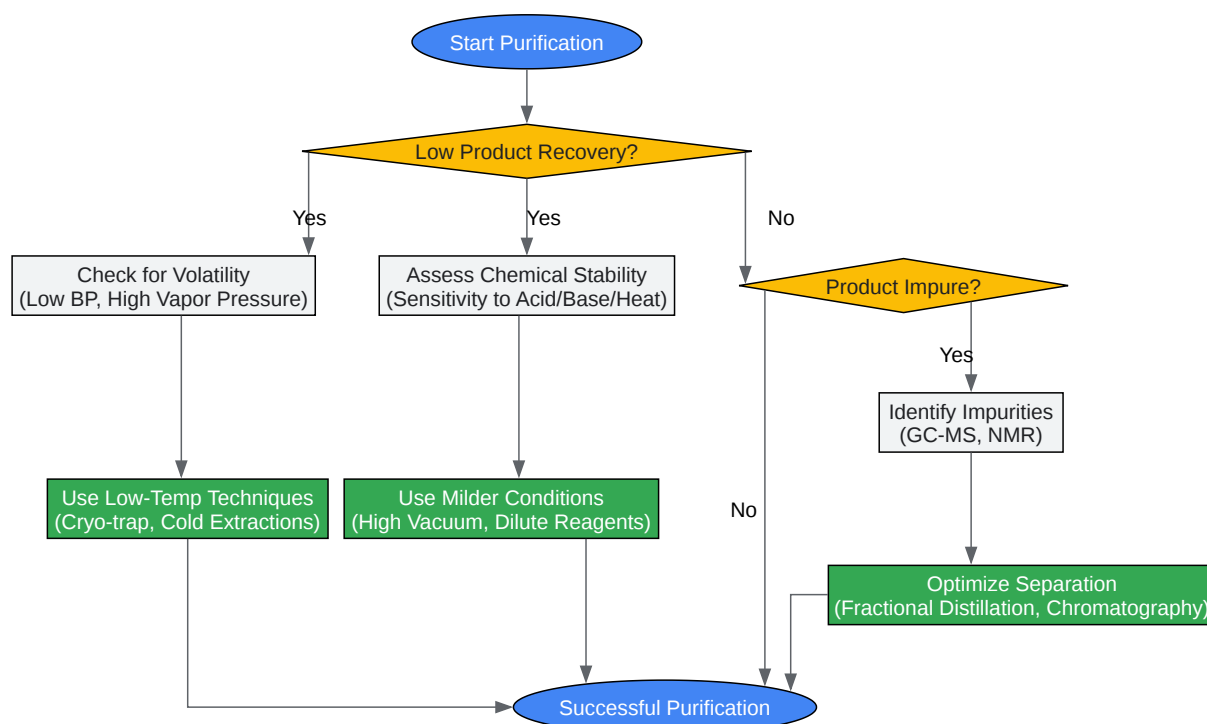 Start Purification
Low Product Recovery?
Yes
Yes
No
Check for Volatility
(Low BP, High Vapor Pressure)
Assess Chemical Stability
(Sensitivity to Acid/Base/Heat)
Product Impure?
Yes
Identify Impurities
(GC-MS, NMR)
Use Low-Temp Techniques
(Cryo-trap, Cold Extractions)
Use Milder Conditions
(High Vacuum, Dilute Reagents)
No
Optimize Separation
(Fractional Distillation, Chromatography)
Successful Purification